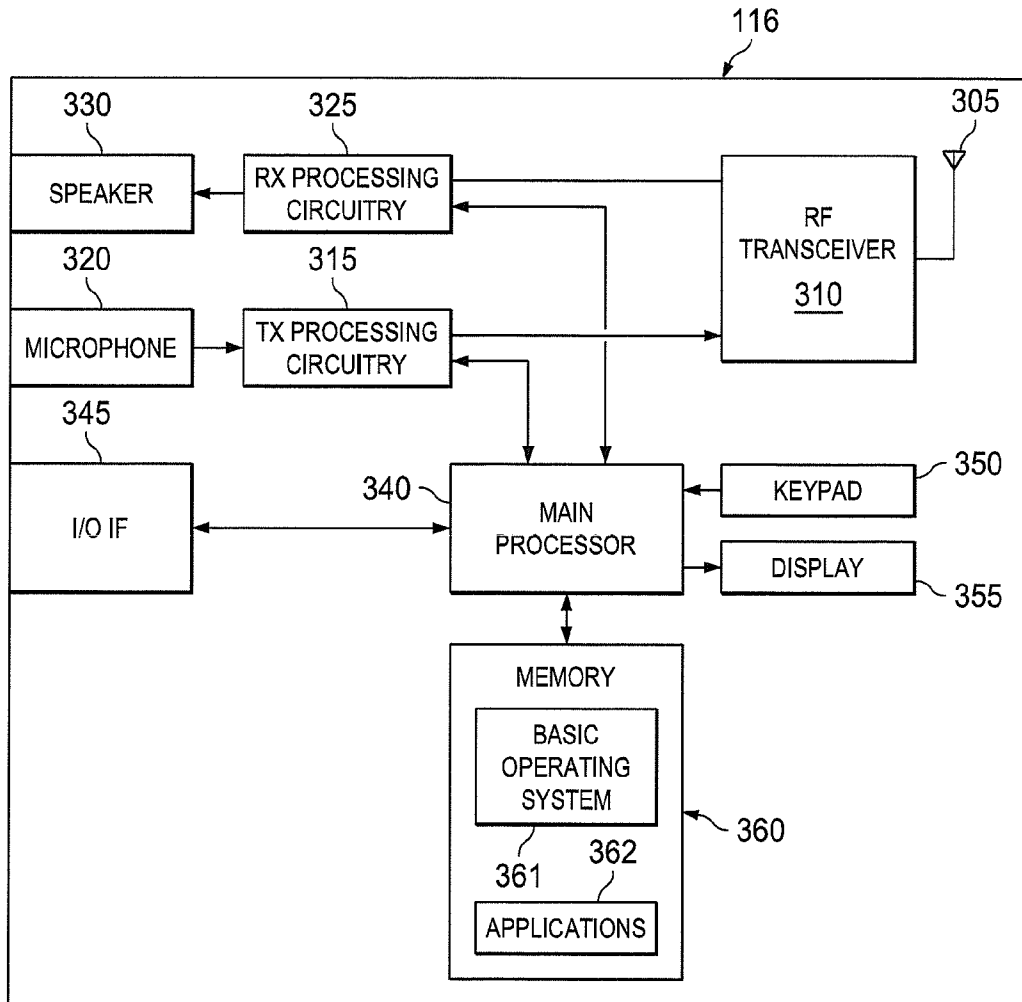 116
330
325
305
SPEAKER
RX PROCESSING
CIRCUITRY
RF
TRANSCEIVER
310
320
315
MICROPHONE
TX PROCESSING
CIRCUITRY
345
340
350
I/O IF
MAIN
PROCESSOR
KEYPAD
DISPLAY
355
MEMORY
BASIC
OPERATING
SYSTEM
360
361
362
APPLICATIONS